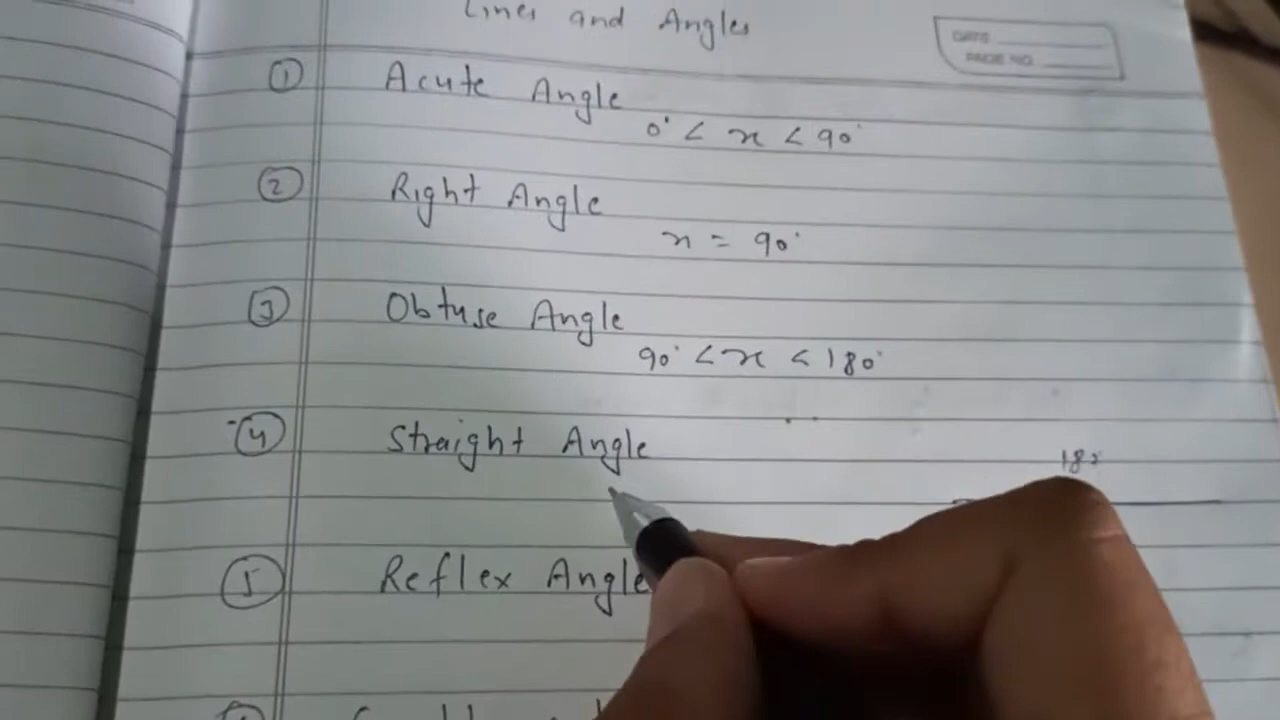 Lines and Angles
DATE
PAGE NO.
① Acute Angle
0° < x < 90°
② Right Angle
x = 90°
③ Obtuse Angle
90° < x < 180°
④ Straight Angle
180
⑤ Reflex Angle